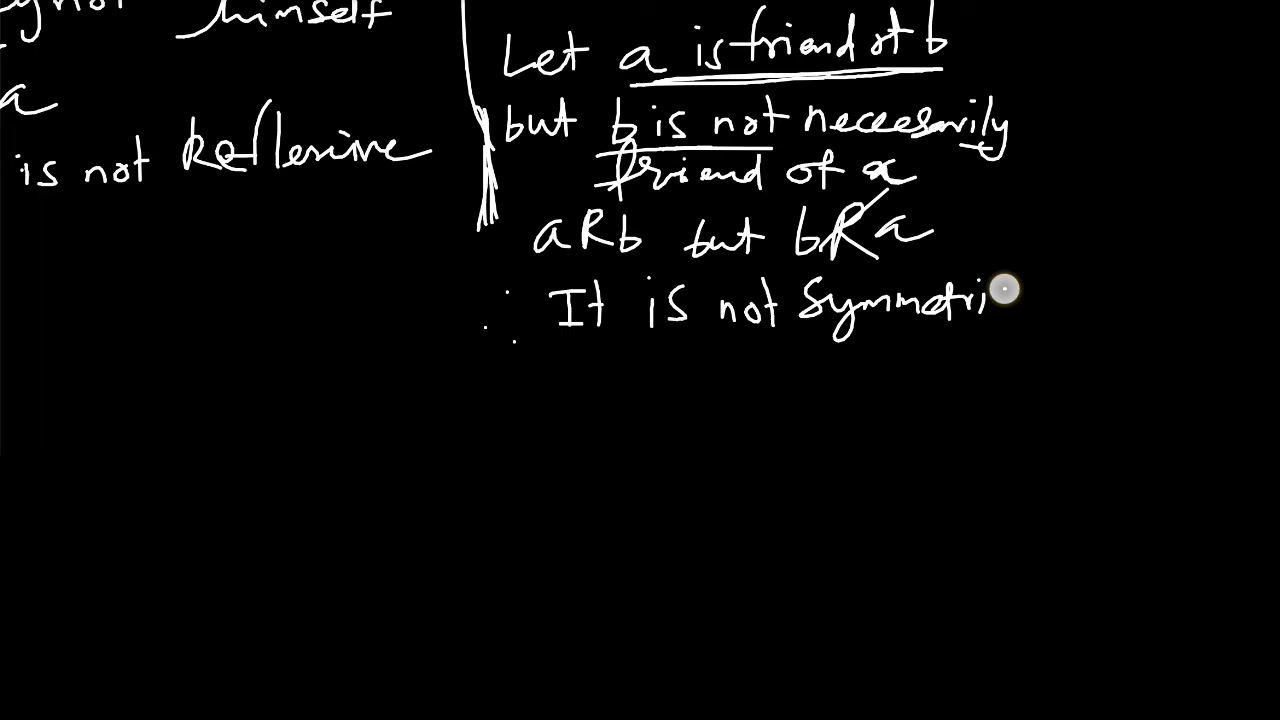 himself
a
is not Reflexive
Let a is friend of b
but b is not necessarily
friend of a
aRb but bR̸a
∴ It is not Symmetri